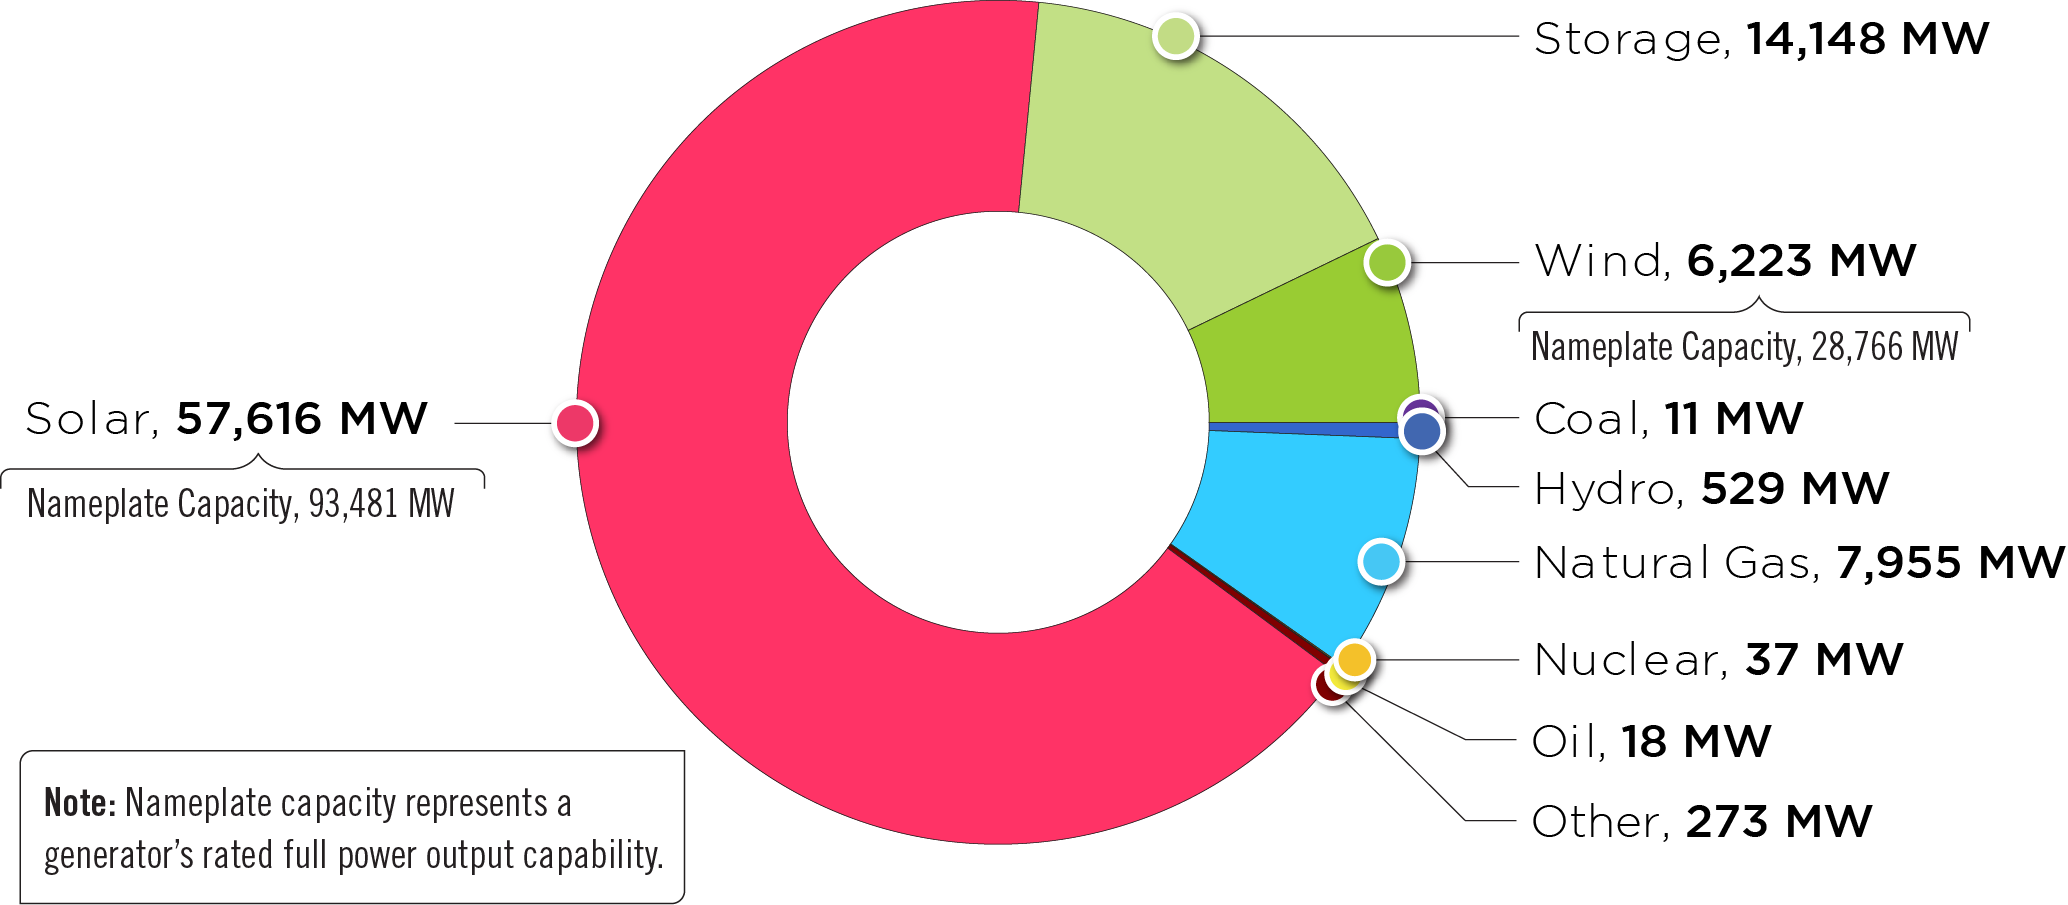 Storage, 14,148 MW
Wind, 6,223 MW
Nameplate Capacity, 28,766 MW
Solar, 57,616 MW
Nameplate Capacity, 93,481 MW
Coal, 11 MW
Hydro, 529 MW
Natural Gas, 7,955 MW
Nuclear, 37 MW
Oil, 18 MW
Other, 273 MW
Note: Nameplate capacity represents a
generator’s rated full power output capability.